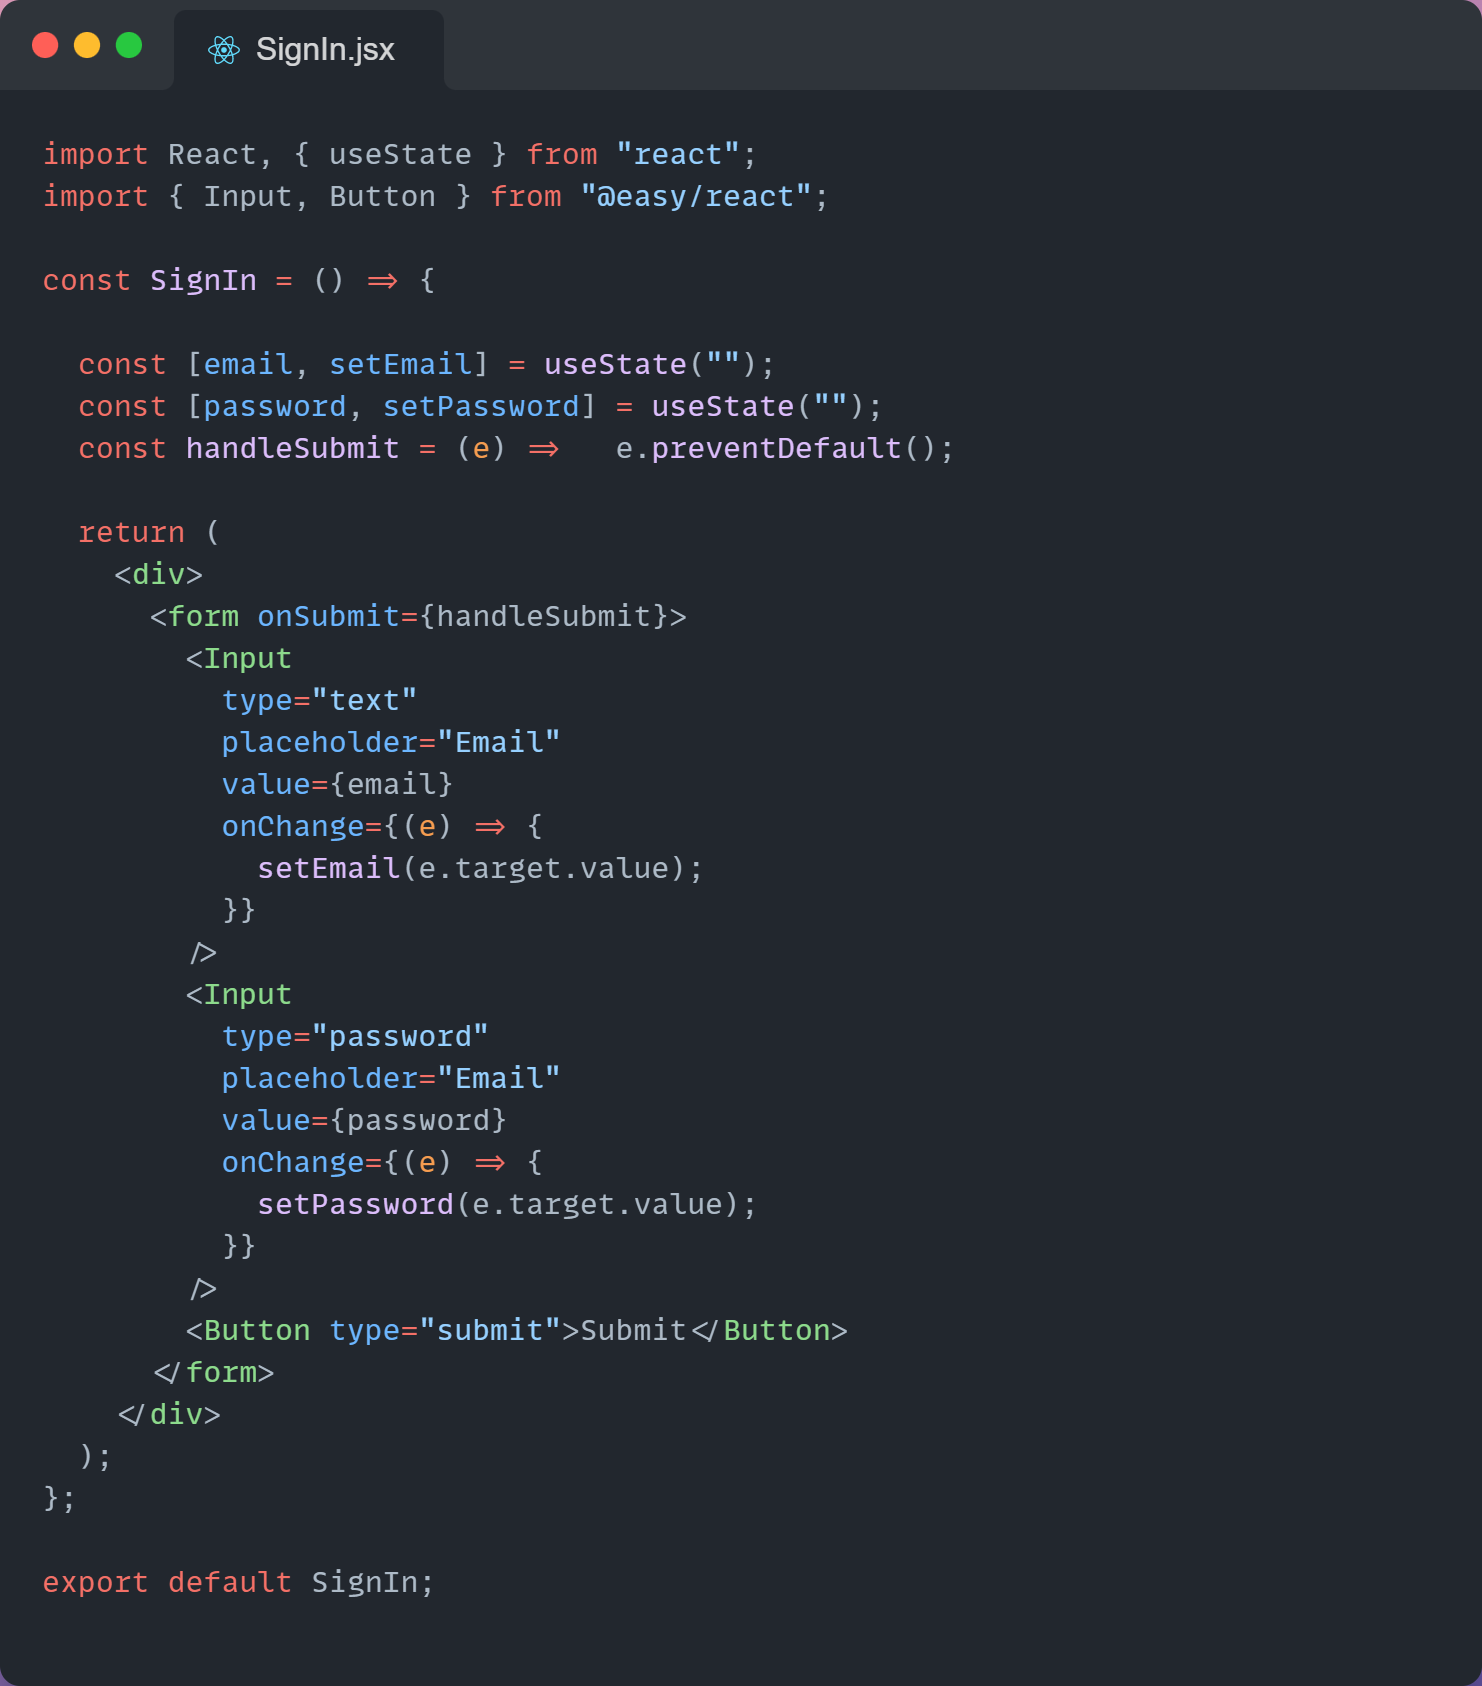 SignIn.jsx
import React, { useState } from "react";
import { Input, Button } from "@easy/react";

const SignIn = () => {

  const [email, setEmail] = useState("");
  const [password, setPassword] = useState("");
  const handleSubmit = (e) =>   e.preventDefault();

  return (
    <div>
      <form onSubmit={handleSubmit}>
        <Input
          type="text"
          placeholder="Email"
          value={email}
          onChange={(e) => {
            setEmail(e.target.value);
          }}
        />
        <Input
          type="password"
          placeholder="Email"
          value={password}
          onChange={(e) => {
            setPassword(e.target.value);
          }}
        />
        <Button type="submit">Submit</Button>
      </form>
    </div>
  );
};

export default SignIn;